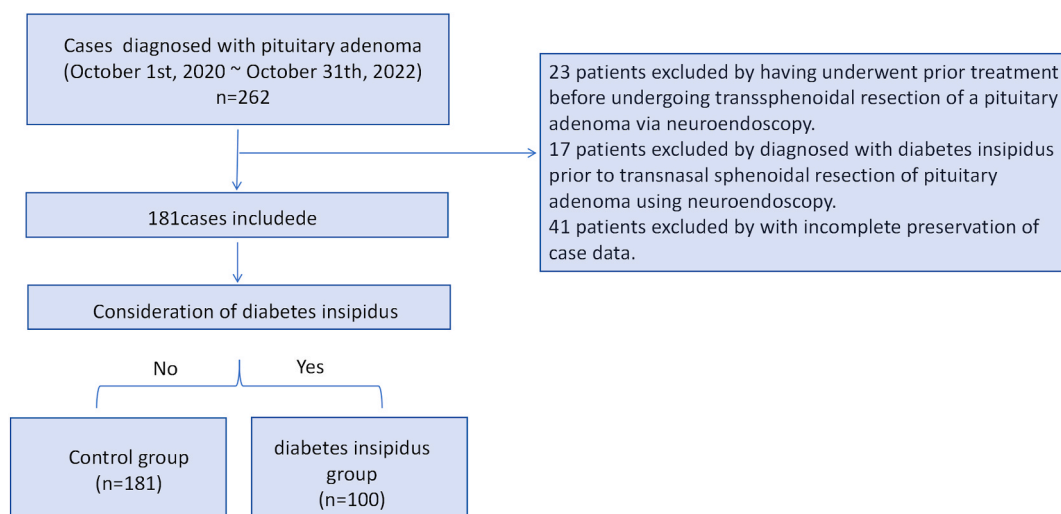 Cases  diagnosed with pituitary adenoma
(October 1st, 2020 ~ October 31th, 2022)
n=262
23 patients excluded by having underwent prior treatment
before undergoing transsphenoidal resection of a pituitary
adenoma via neuroendoscopy.
17 patients excluded by diagnosed with diabetes insipidus
prior to transnasal sphenoidal resection of pituitary
adenoma using neuroendoscopy.
41 patients excluded by with incomplete preservation of
case data.
181cases includede
Consideration of diabetes insipidus
No
Yes
Control group
(n=181)
diabetes insipidus
group
(n=100)